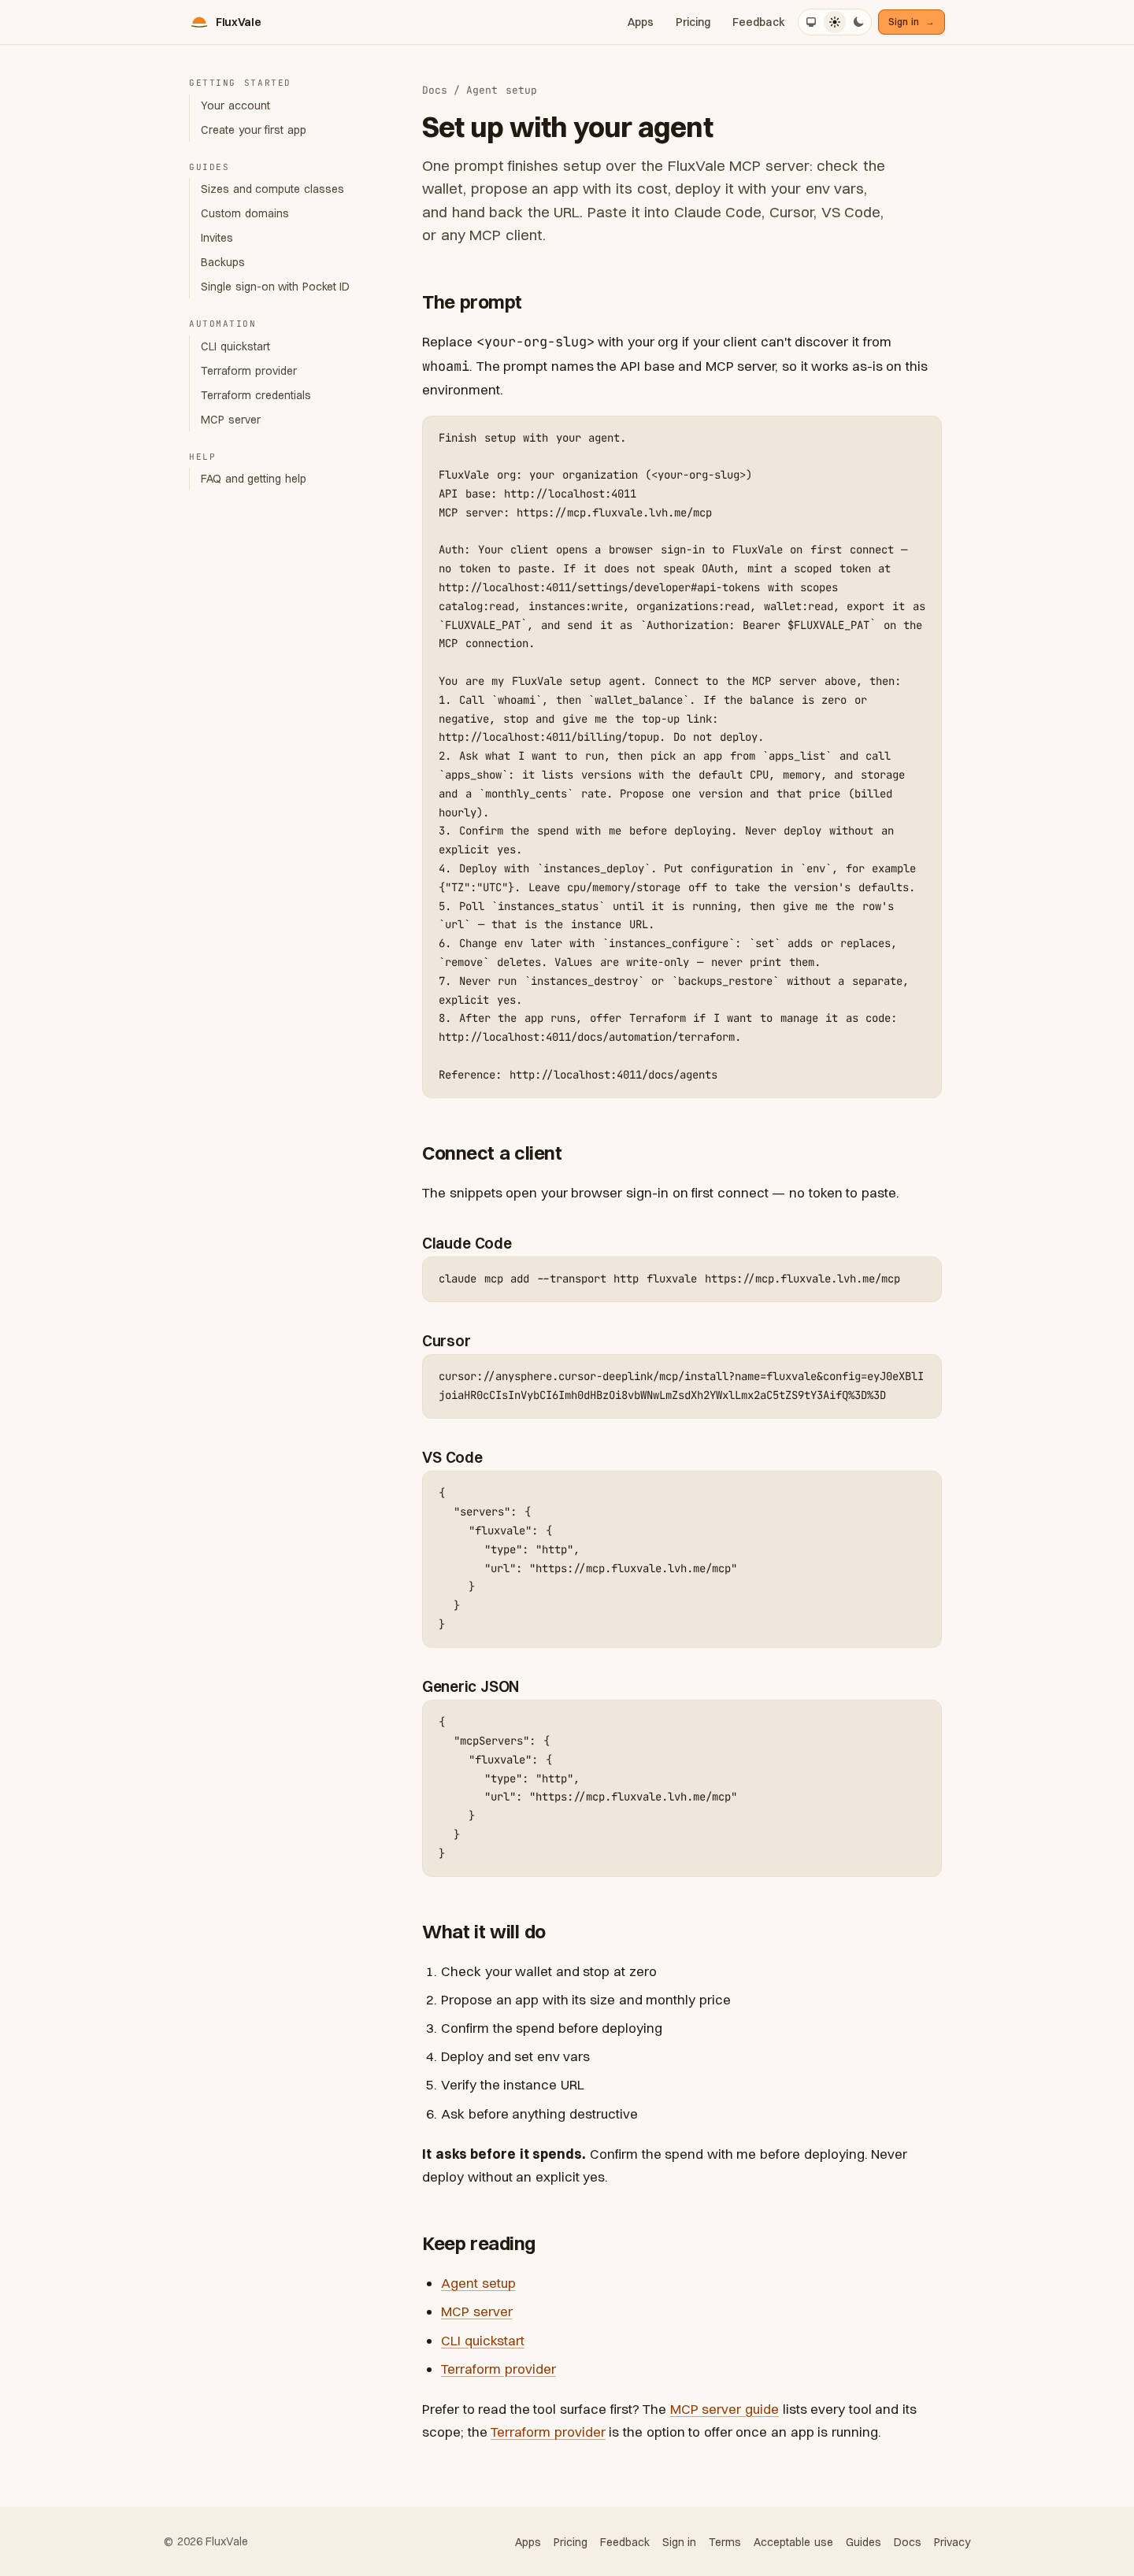 FluxVale
Apps
Pricing
Feedback
Sign in →
GETTING STARTED
Your account
Create your first app
GUIDES
Sizes and compute classes
Custom domains
Invites
Backups
Single sign-on with Pocket ID
AUTOMATION
CLI quickstart
Terraform provider
Terraform credentials
MCP server
HELP
FAQ and getting help
Docs / Agent setup
Set up with your agent
One prompt finishes setup over the FluxVale MCP server: check the
wallet, propose an app with its cost, deploy it with your env vars,
and hand back the URL. Paste it into Claude Code, Cursor, VS Code,
or any MCP client.
The prompt
Replace <your-org-slug> with your org if your client can't discover it from
whoami. The prompt names the API base and MCP server, so it works as-is on this
environment.
Finish setup with your agent.
FluxVale org: your organization (<your-org-slug>)
API base: http://localhost:4011
MCP server: https://mcp.fluxvale.lvh.me/mcp
Auth: Your client opens a browser sign-in to FluxVale on first connect —
no token to paste. If it does not speak OAuth, mint a scoped token at
http://localhost:4011/settings/developer#api-tokens with scopes
catalog:read, instances:write, organizations:read, wallet:read, export it as
`FLUXVALE_PAT`, and send it as `Authorization: Bearer $FLUXVALE_PAT` on the
MCP connection.
You are my FluxVale setup agent. Connect to the MCP server above, then:
1. Call `whoami`, then `wallet_balance`. If the balance is zero or
negative, stop and give me the top-up link:
http://localhost:4011/billing/topup. Do not deploy.
2. Ask what I want to run, then pick an app from `apps_list` and call
`apps_show`: it lists versions with the default CPU, memory, and storage
and a `monthly_cents` rate. Propose one version and that price (billed
hourly).
3. Confirm the spend with me before deploying. Never deploy without an
explicit yes.
4. Deploy with `instances_deploy`. Put configuration in `env`, for example
{"TZ":"UTC"}. Leave cpu/memory/storage off to take the version's defaults.
5. Poll `instances_status` until it is running, then give me the row's
`url` — that is the instance URL.
6. Change env later with `instances_configure`: `set` adds or replaces,
`remove` deletes. Values are write-only — never print them.
7. Never run `instances_destroy` or `backups_restore` without a separate,
explicit yes.
8. After the app runs, offer Terraform if I want to manage it as code:
http://localhost:4011/docs/automation/terraform.
Reference: http://localhost:4011/docs/agents
Connect a client
The snippets open your browser sign-in on first connect — no token to paste.
Claude Code
claude mcp add --transport http fluxvale https://mcp.fluxvale.lvh.me/mcp
Cursor
cursor://anysphere.cursor-deeplink/mcp/install?name=fluxvale&config=eyJ0eXBlI
joiaHR0cCIsInVybCI6Imh0dHBzOi8vbWNwLmZsdXh2YWxlLmx2aC5tZS9tY3AifQ%3D%3D
VS Code
{
"servers": {
"fluxvale": {
"type": "http",
"url": "https://mcp.fluxvale.lvh.me/mcp"
}
}
}
Generic JSON
{
"mcpServers": {
"fluxvale": {
"type": "http",
"url": "https://mcp.fluxvale.lvh.me/mcp"
}
}
}
What it will do
1. Check your wallet and stop at zero
2. Propose an app with its size and monthly price
3. Confirm the spend before deploying
4. Deploy and set env vars
5. Verify the instance URL
6. Ask before anything destructive
It asks before it spends. Confirm the spend with me before deploying. Never
deploy without an explicit yes.
Keep reading
• Agent setup
• MCP server
• CLI quickstart
• Terraform provider
Prefer to read the tool surface first? The MCP server guide lists every tool and its
scope; the Terraform provider is the option to offer once an app is running.
© 2026 FluxVale
Apps
Pricing
Feedback
Sign in
Terms
Acceptable use
Guides
Docs
Privacy